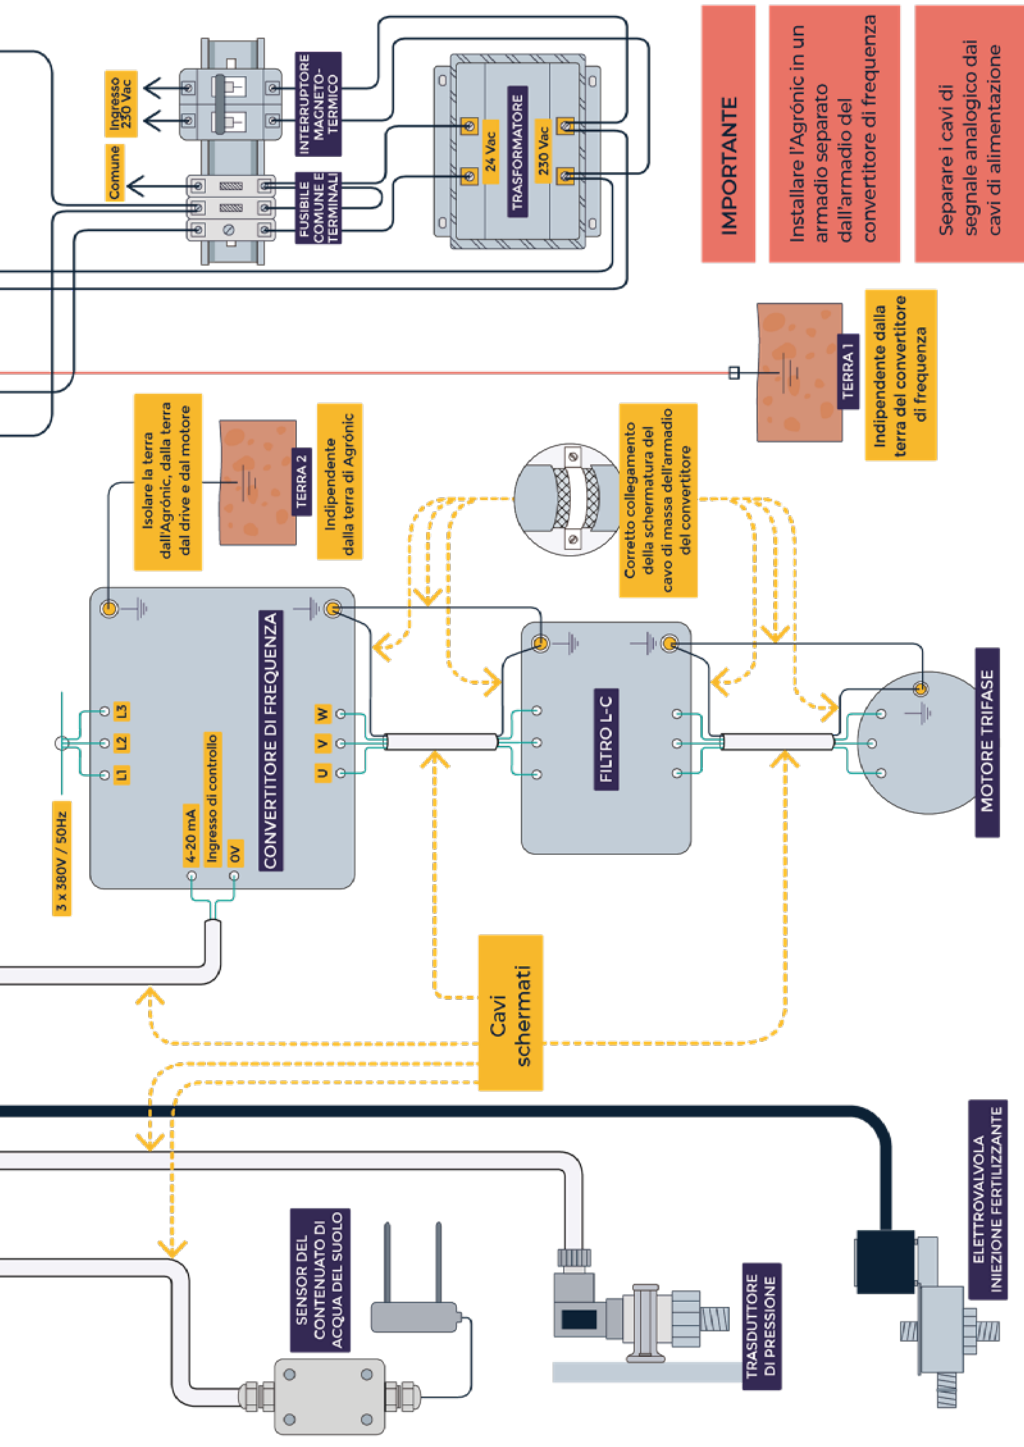 Ingresso
230 Vac
Comune
INTERRUPTORE
MAGNETO-
TERMICO
FUSIBILE
COMUNE E
TERMINALI
24 Vac
TRASFORMATORE
230 Vac
IMPORTANTE
Installare l'Agrónic in un
armadio separato
dall'armadio del
convertitore di frequenza
Separare i cavi di
segnale analogico dai
cavi di alimentazione
Isolare la terra
dall'Agrónic, dalla terra
dal drive e dal motore
TERRA 2
Indipendente
dalla terra di Agrónic
Corretto collegamento
della schermatura del
cavo di massa dell'armadio
del convertitore
TERRA 1
Indipendente dalla
terra del convertitore
di frequenza
3 x 380V / 50Hz
L1
L2
L3
4-20 mA
Ingresso di controllo
0V
CONVERTITORE DI FREQUENZA
U
V
W
FILTRO L-C
MOTORE TRIFASE
Cavi
schermati
SENSOR DEL
CONTENUATO DI
ACQUA DEL SUOLO
TRASDUTTORE
DI PRESSIONE
ELETTROVALVOLA
INIEZIONE FERTILIZZANTE